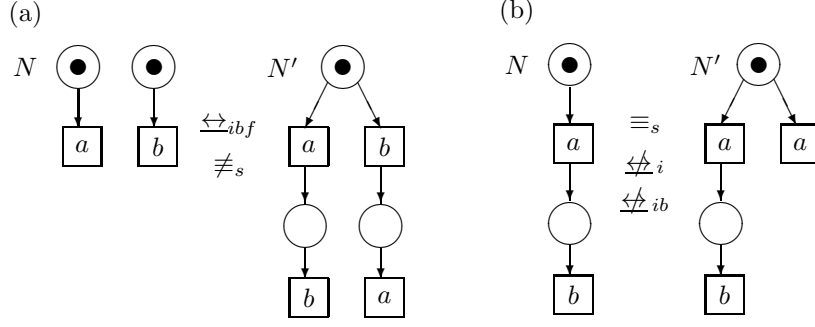 (a)
(b)
N N′ N N′
a b ↔̲ibf a b ≡s a a
≢s ↮̲i
↮̲ib
b a b